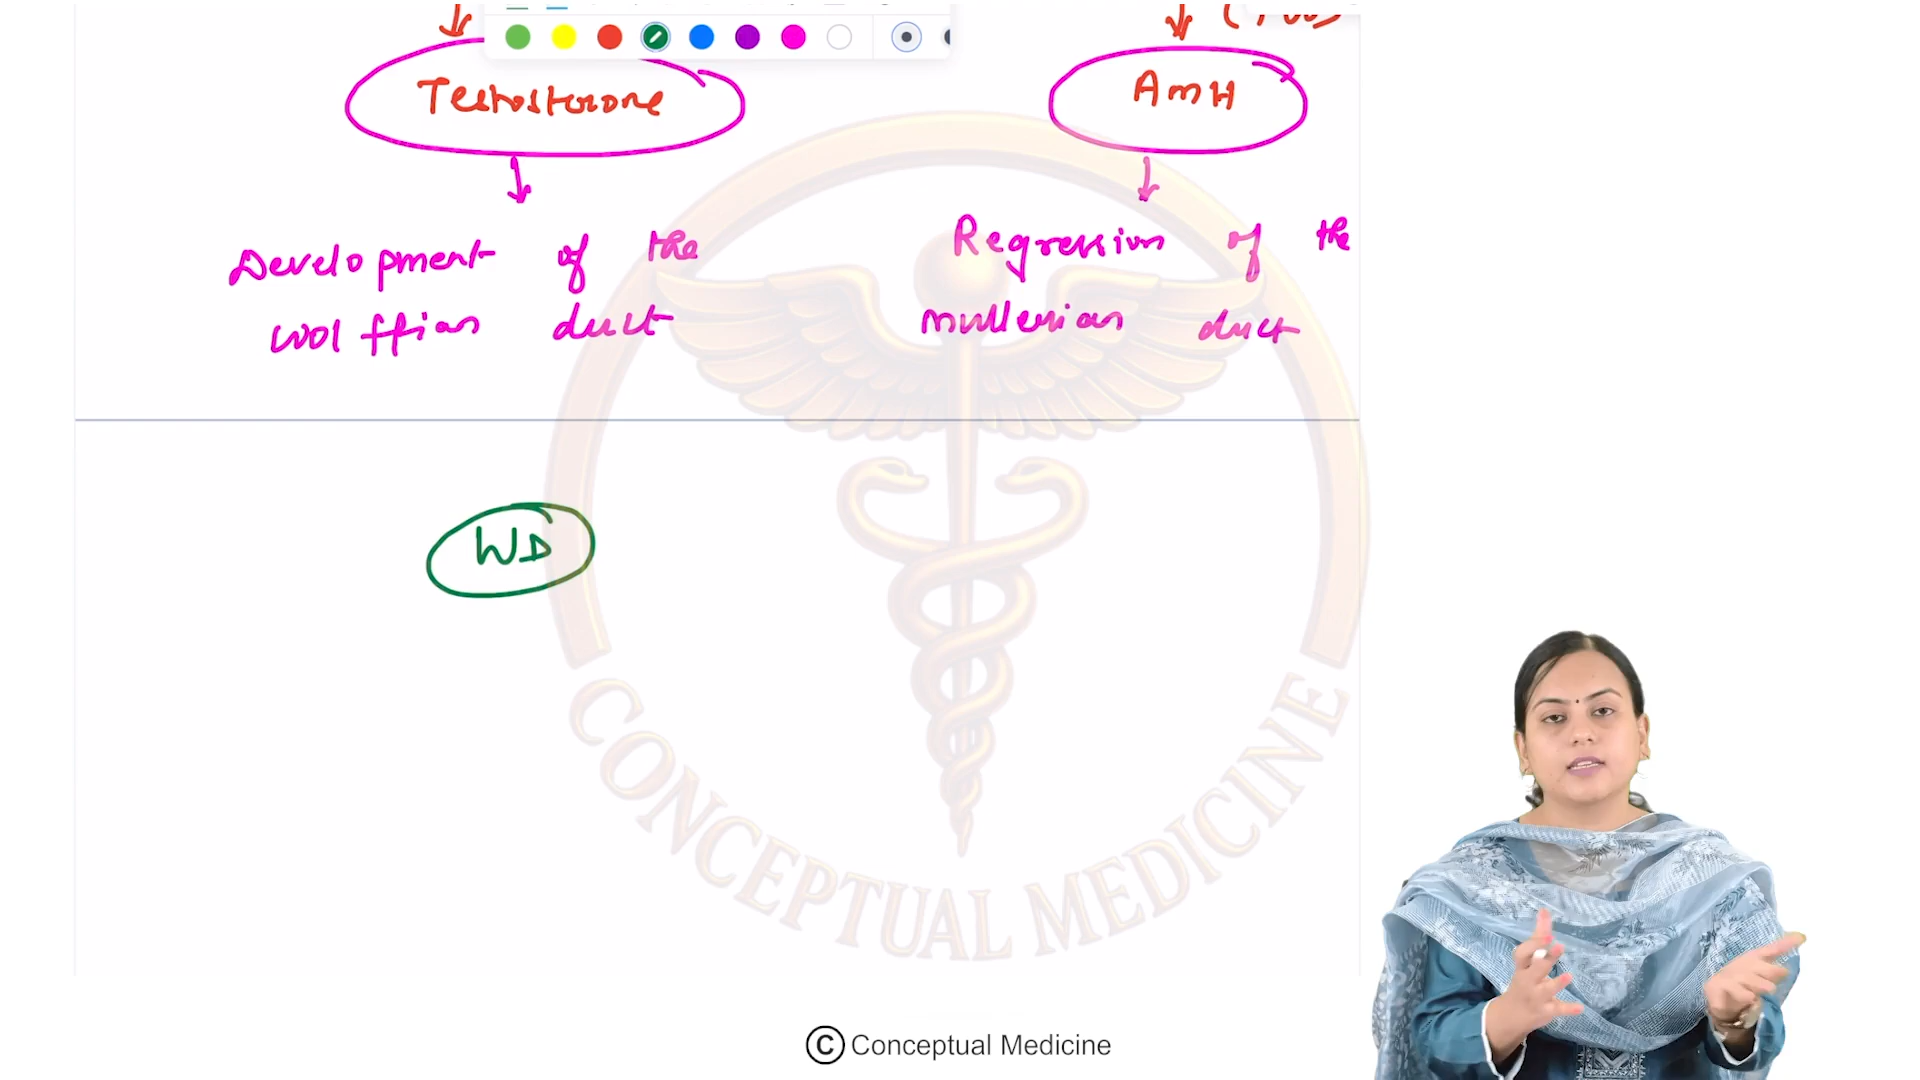 Testosterone
AMH
Development of the
wolffian duct
Regression of the
mullerian duct
WD
CONCEPTUAL MEDICINE
© Conceptual Medicine